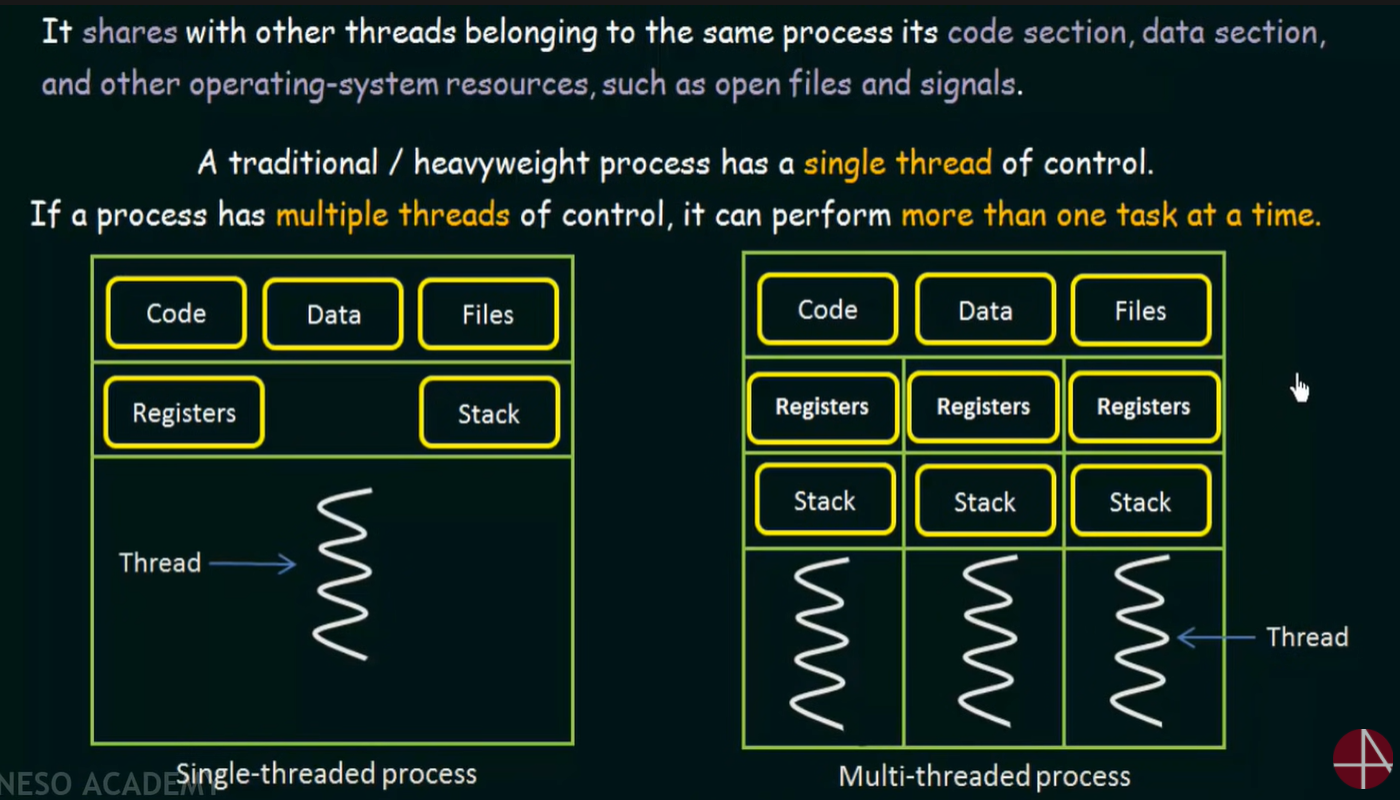 It shares with other threads belonging to the same process its code section, data section,
and other operating-system resources, such as open files and signals.
A traditional / heavyweight process has a single thread of control.
If a process has multiple threads of control, it can perform more than one task at a time.
Code Data Files
Registers Stack
Thread
Single-threaded process
Code Data Files
Registers Registers Registers
Stack Stack Stack
Thread
Multi-threaded process
NESO ACADEMY